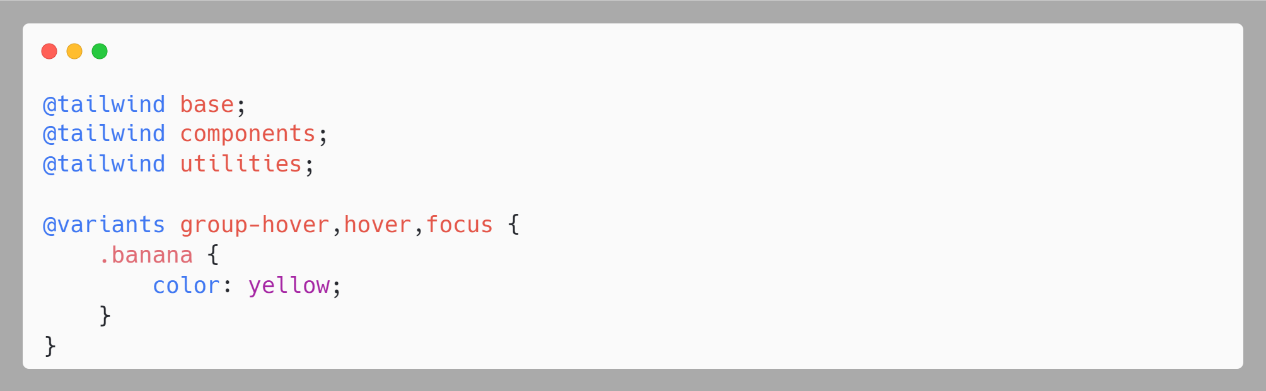 @tailwind base;
@tailwind components;
@tailwind utilities;

@variants group-hover,hover,focus {
    .banana {
        color: yellow;
    }
}